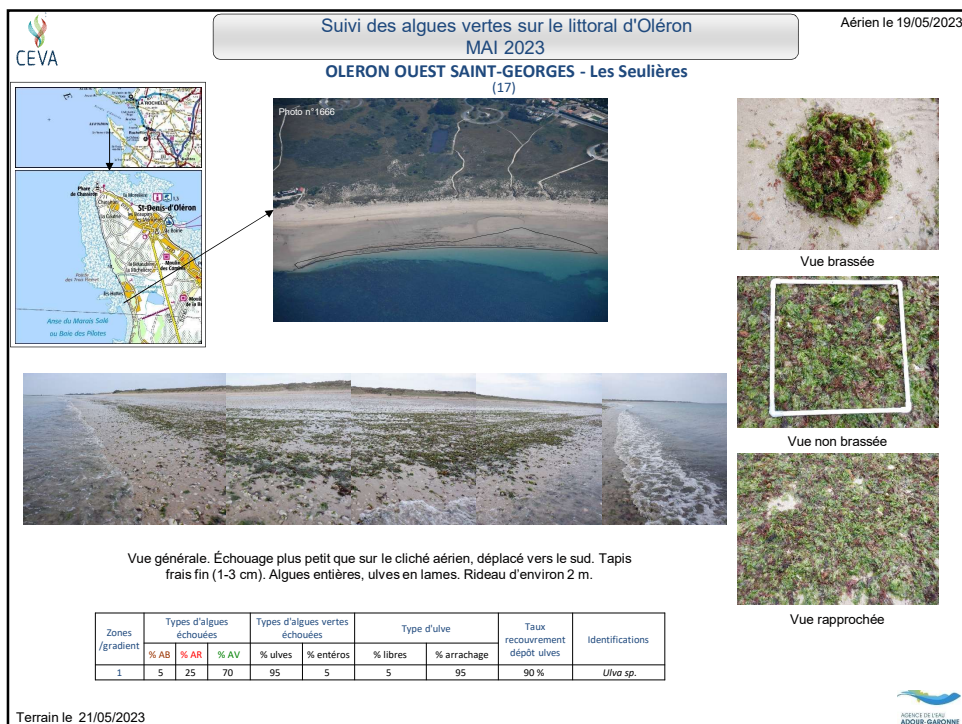 CEVA
Suivi des algues vertes sur le littoral d'Oléron
MAI 2023
Aérien le 19/05/2023
OLERON OUEST SAINT-GEORGES - Les Seulières
(17)
Photo n°1666
LA ROCHELLE
Phare
de Chassiron
St-Denis-d'Oléron
Moulin
Pointe
les Huttes
Anse du Marais Salé
ou Baie des Pilotes
Vue brassée
Vue non brassée
Vue rapprochée
Vue générale. Échouage plus petit que sur le cliché aérien, déplacé vers le sud. Tapis
frais fin (1-3 cm). Algues entières, ulves en lames. Rideau d'environ 2 m.
Zones /gradient Types d'algues échouées Types d'algues vertes échouées Type d'ulve Taux recouvrement dépôt ulves Identifications
% AB % AR % AV % ulves % entéros % libres % arrachage
1 5 25 70 95 5 5 95 90 % Ulva sp.
Terrain le 21/05/2023
AGENCE DE L'EAU
ADOUR-GARONNE